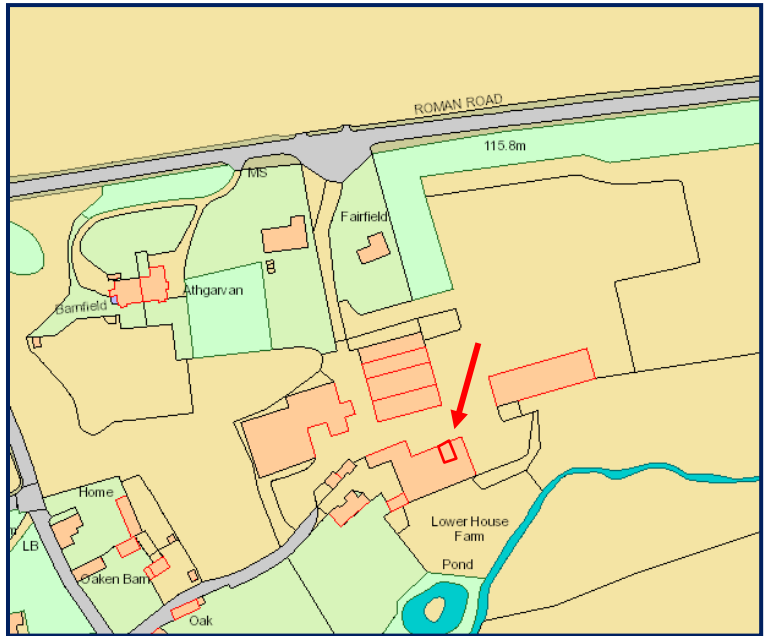 ROMAN ROAD
115.8m
MS
Fairfield
Athgarvan
Barnfield
Home
Lower House
Farm
m
LB
Pond
Oaken Barn
Oak